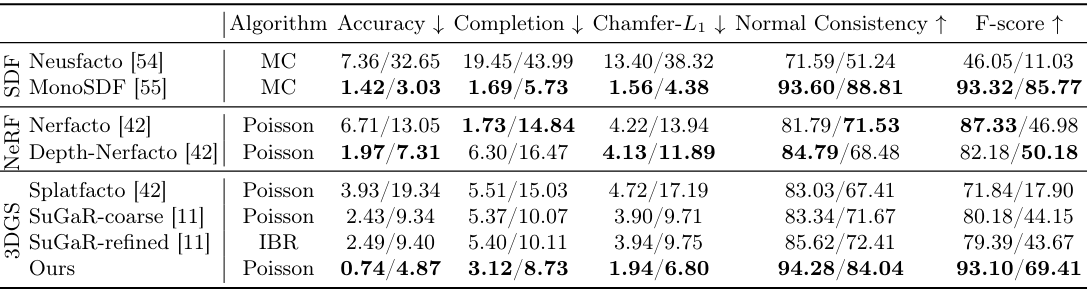 Algorithm Accuracy ↓ Completion ↓ Chamfer-L₁ ↓ Normal Consistency ↑ F-score ↑
SDF
Neusfacto [54] MC 7.36/32.65 19.45/43.99 13.40/38.32 71.59/51.24 46.05/11.03
MonoSDF [55] MC 1.42/3.03 1.69/5.73 1.56/4.38 93.60/88.81 93.32/85.77
NeRF
Nerfacto [42] Poisson 6.71/13.05 1.73/14.84 4.22/13.94 81.79/71.53 87.33/46.98
Depth-Nerfacto [42] Poisson 1.97/7.31 6.30/16.47 4.13/11.89 84.79/68.48 82.18/50.18
3DGS
Splatfacto [42] Poisson 3.93/19.34 5.51/15.03 4.72/17.19 83.03/67.41 71.84/17.90
SuGaR-coarse [11] Poisson 2.43/9.34 5.37/10.07 3.90/9.71 83.34/71.67 80.18/44.15
SuGaR-refined [11] IBR 2.49/9.40 5.40/10.11 3.94/9.75 85.62/72.41 79.39/43.67
Ours Poisson 0.74/4.87 3.12/8.73 1.94/6.80 94.28/84.04 93.10/69.41